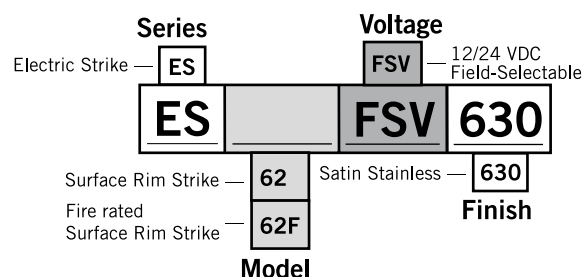 Series
Voltage
Electric Strike
ES
FSV
12/24 VDC
Field-Selectable
ES
FSV
630
Surface Rim Strike
62
Satin Stainless
630
Fire rated
Surface Rim Strike
62F
Finish
Model